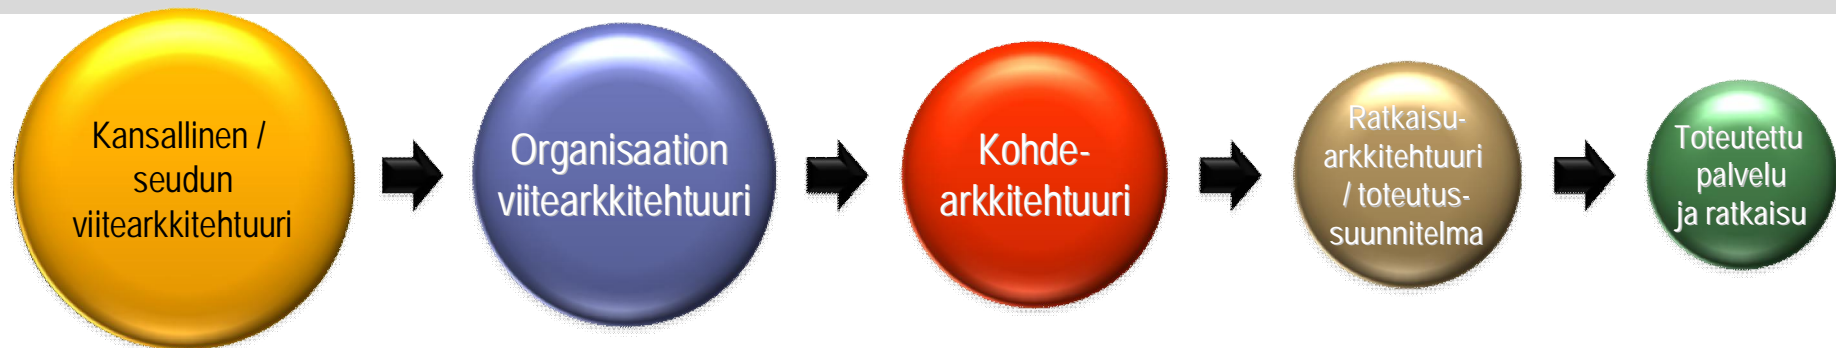 Kansallinen /
seudun
viitearkkitehtuuri
Organisaation
viitearkkitehtuuri
Kohde-
arkkitehtuuri
Ratkaisu-
arkkitehtuuri
/ toteutus-
suunnitelma
Toteutettu
palvelu
ja ratkaisu